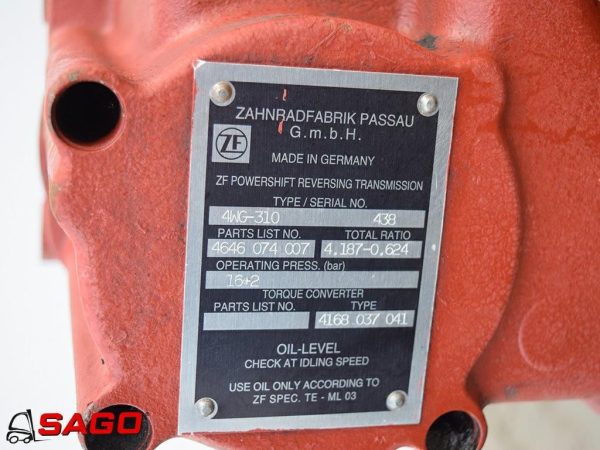 ZAHNRADFABRIK PASSAU
G.m.b.H.
ZF
MADE IN GERMANY
ZF POWERSHIFT REVERSING TRANSMISSION
TYPE / SERIAL NO.
4WG-310 438
PARTS LIST NO. TOTAL RATIO
4646 074 007 4.187-0.624
OPERATING PRESS. (bar)
16+2
TORQUE CONVERTER
PARTS LIST NO. TYPE
4168 037 041
OIL-LEVEL
CHECK AT IDLING SPEED
USE OIL ONLY ACCORDING TO
ZF SPEC. TE - ML 03
SAGO